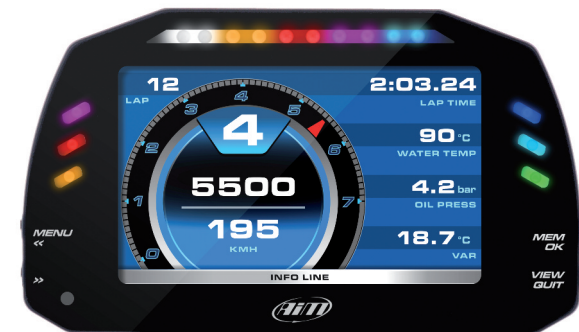 12
LAP
2:03.24
LAP TIME
90 °C
WATER TEMP
4.2 bar
OIL PRESS
18.7 °C
VAR
0
1
2
3
4
5
6
7
4
5500
195
KMH
INFO LINE
MENU
<<
>>
MEM
OK
VIEW
QUIT
AiM